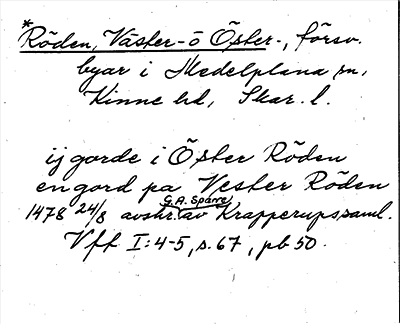 *Röden, Väster- o Öster-, försv.
byar i Medelplana sn,
Kinne hd, Skar. l.
ij gorde i Öster Röden
en gord pa Vester Röden
G.A. Sparre
1478 24/8 avskr. av Krapperupssaml.
Vff I:4-5, s. 67, pb 50.